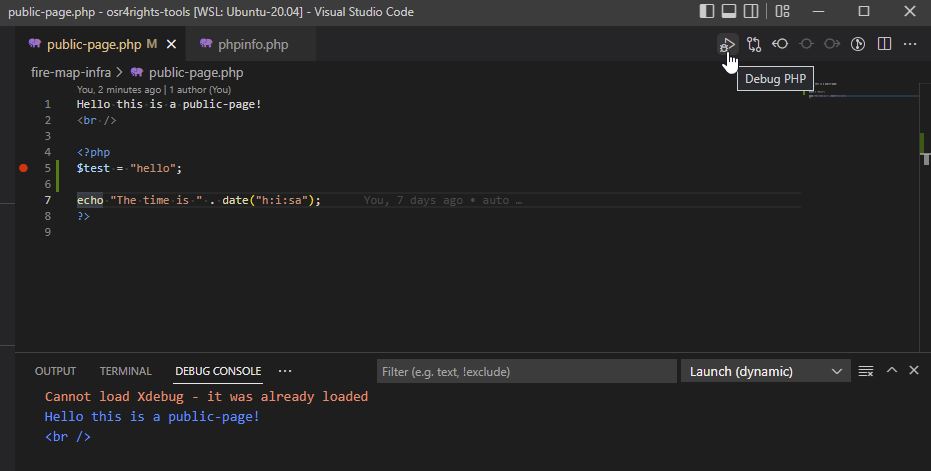 public-page.php - osr4rights-tools [WSL: Ubuntu-20.04] - Visual Studio Code
public-page.php M
phpinfo.php
Debug PHP
fire-map-infra > public-page.php
You, 2 minutes ago | 1 author (You)
1 Hello this is a public-page!
2 <br />
3
4 <?php
5 $test = "hello";
6
7 echo "The time is " . date("h:i:sa"); You, 7 days ago • auto …
8 ?>
9
OUTPUT TERMINAL DEBUG CONSOLE ···
Filter (e.g. text, !exclude)
Launch (dynamic)
Cannot load Xdebug - it was already loaded
Hello this is a public-page!
<br />